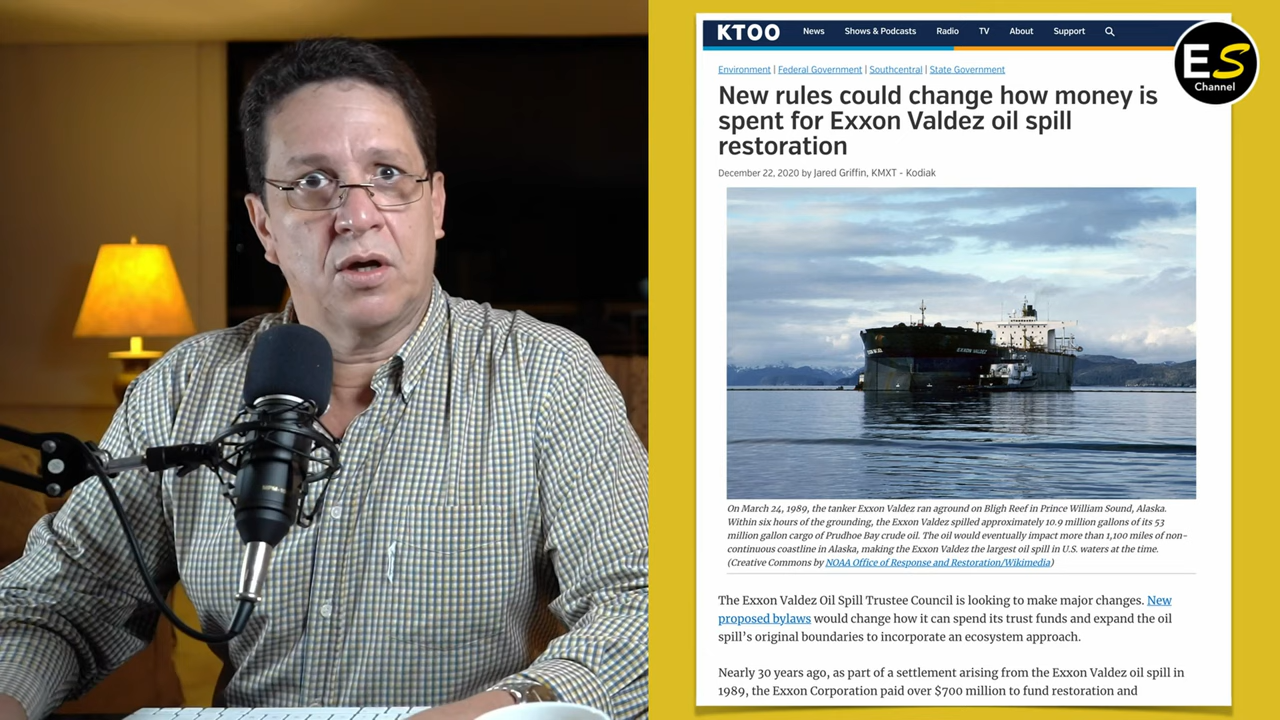 KTOO
News Shows & Podcasts Radio TV About Support
ES
Channel
Environment | Federal Government | Southcentral | State Government
New rules could change how money is
spent for Exxon Valdez oil spill
restoration
December 22, 2020 by Jared Griffin, KMXT - Kodiak
EXXON VALDEZ
On March 24, 1989, the tanker Exxon Valdez ran aground on Bligh Reef in Prince William Sound, Alaska.
Within six hours of the grounding, the Exxon Valdez spilled approximately 10.9 million gallons of its 53
million gallon cargo of Prudhoe Bay crude oil. The oil would eventually impact more than 1,100 miles of non-
continuous coastline in Alaska, making the Exxon Valdez the largest oil spill in U.S. waters at the time.
(Creative Commons by NOAA Office of Response and Restoration/Wikimedia)
The Exxon Valdez Oil Spill Trustee Council is looking to make major changes. New
proposed bylaws would change how it can spend its trust funds and expand the oil
spill's original boundaries to incorporate an ecosystem approach.
Nearly 30 years ago, as part of a settlement arising from the Exxon Valdez oil spill in
1989, the Exxon Corporation paid over $700 million to fund restoration and